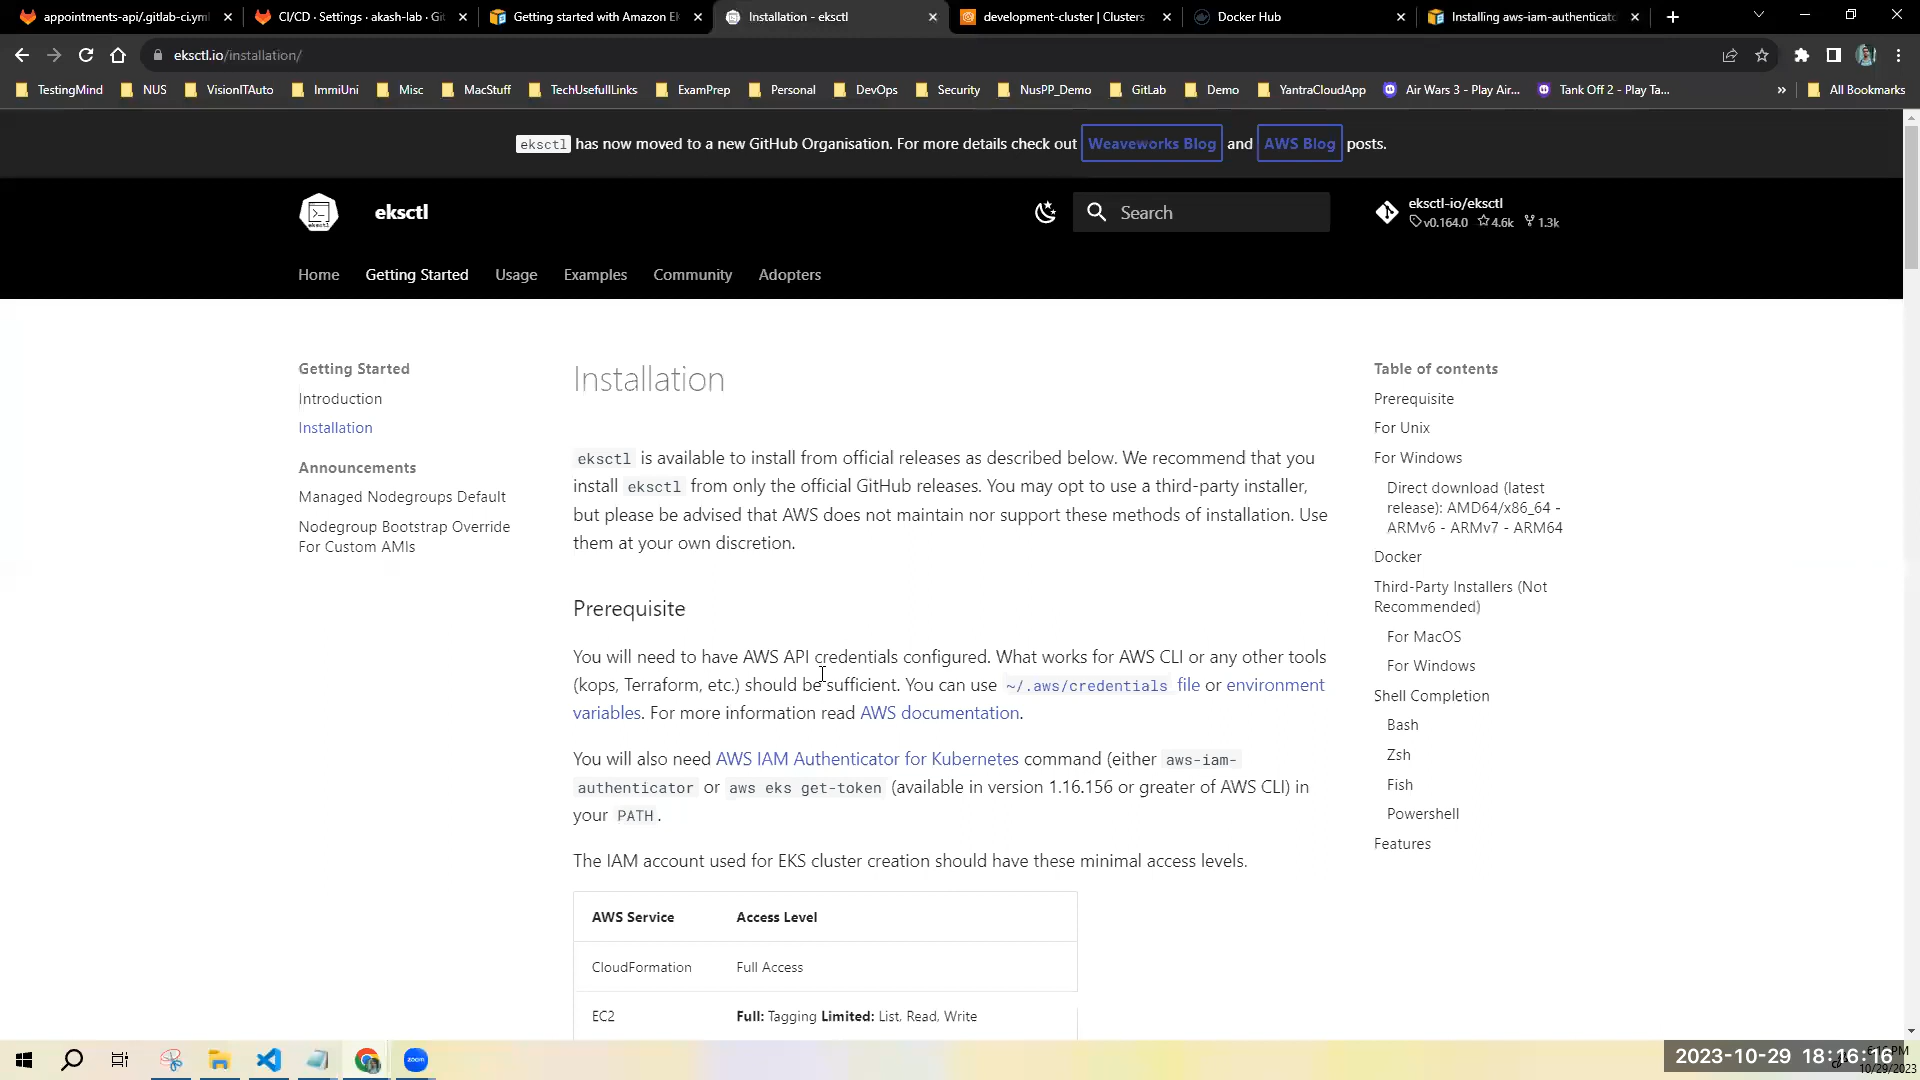 appointments-api/.gitlab-ci.yml
CI/CD · Settings · akash-lab · Git
Getting started with Amazon EK
Installation - eksctl
development-cluster | Clusters
Docker Hub
Installing aws-iam-authenticato
eksctl.io/installation/
TestingMind
NUS
VisionITAuto
ImmiUni
Misc
MacStuff
TechUsefullLinks
ExamPrep
Personal
DevOps
Security
NusPP_Demo
GitLab
Demo
YantraCloudApp
Air Wars 3 - Play Air...
Tank Off 2 - Play Ta...
»
All Bookmarks
eksctl has now moved to a new GitHub Organisation. For more details check out Weaveworks Blog and AWS Blog posts.
eksctl
eksctl
Search
eksctl-io/eksctl
v0.164.0 4.6k 1.3k
Home
Getting Started
Usage
Examples
Community
Adopters
Getting Started
Introduction
Installation
Announcements
Managed Nodegroups Default
Nodegroup Bootstrap Override
For Custom AMIs
Installation
eksctl is available to install from official releases as described below. We recommend that you
install eksctl from only the official GitHub releases. You may opt to use a third-party installer,
but please be advised that AWS does not maintain nor support these methods of installation. Use
them at your own discretion.
Prerequisite
You will need to have AWS API credentials configured. What works for AWS CLI or any other tools
(kops, Terraform, etc.) should be sufficient. You can use ~/.aws/credentials file or environment
variables. For more information read AWS documentation.
You will also need AWS IAM Authenticator for Kubernetes command (either aws-iam-
authenticator or aws eks get-token (available in version 1.16.156 or greater of AWS CLI) in
your PATH.
The IAM account used for EKS cluster creation should have these minimal access levels.
AWS Service Access Level
CloudFormation Full Access
EC2 Full: Tagging Limited: List, Read, Write
Table of contents
Prerequisite
For Unix
For Windows
Direct download (latest
release): AMD64/x86_64 -
ARMv6 - ARMv7 - ARM64
Docker
Third-Party Installers (Not
Recommended)
For MacOS
For Windows
Shell Completion
Bash
Zsh
Fish
Powershell
Features
zoom
2023-10-29 18:16:16
10/29/2023